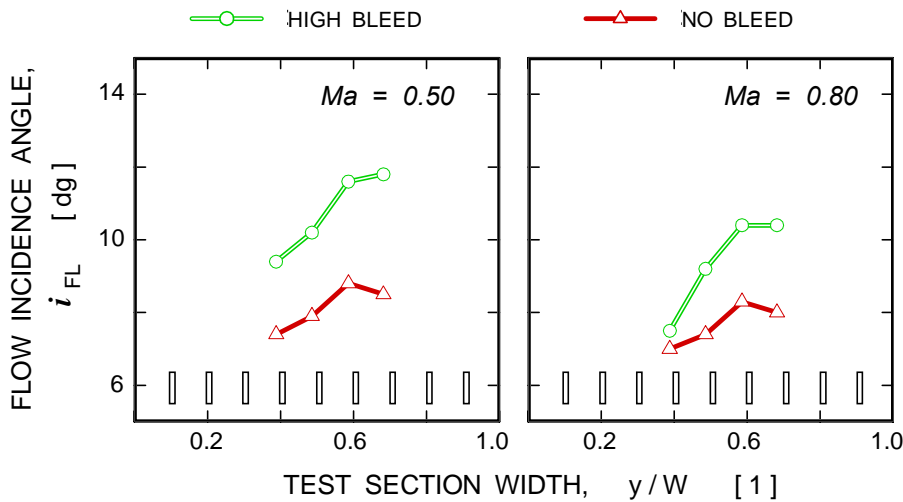 HIGH BLEED
NO BLEED
FLOW INCIDENCE ANGLE,
i FL [ dg ]
14
10
6
Ma = 0.50
Ma = 0.80
0.2 0.6 1.0
0.2 0.6 1.0
TEST SECTION WIDTH, y / W [ 1 ]